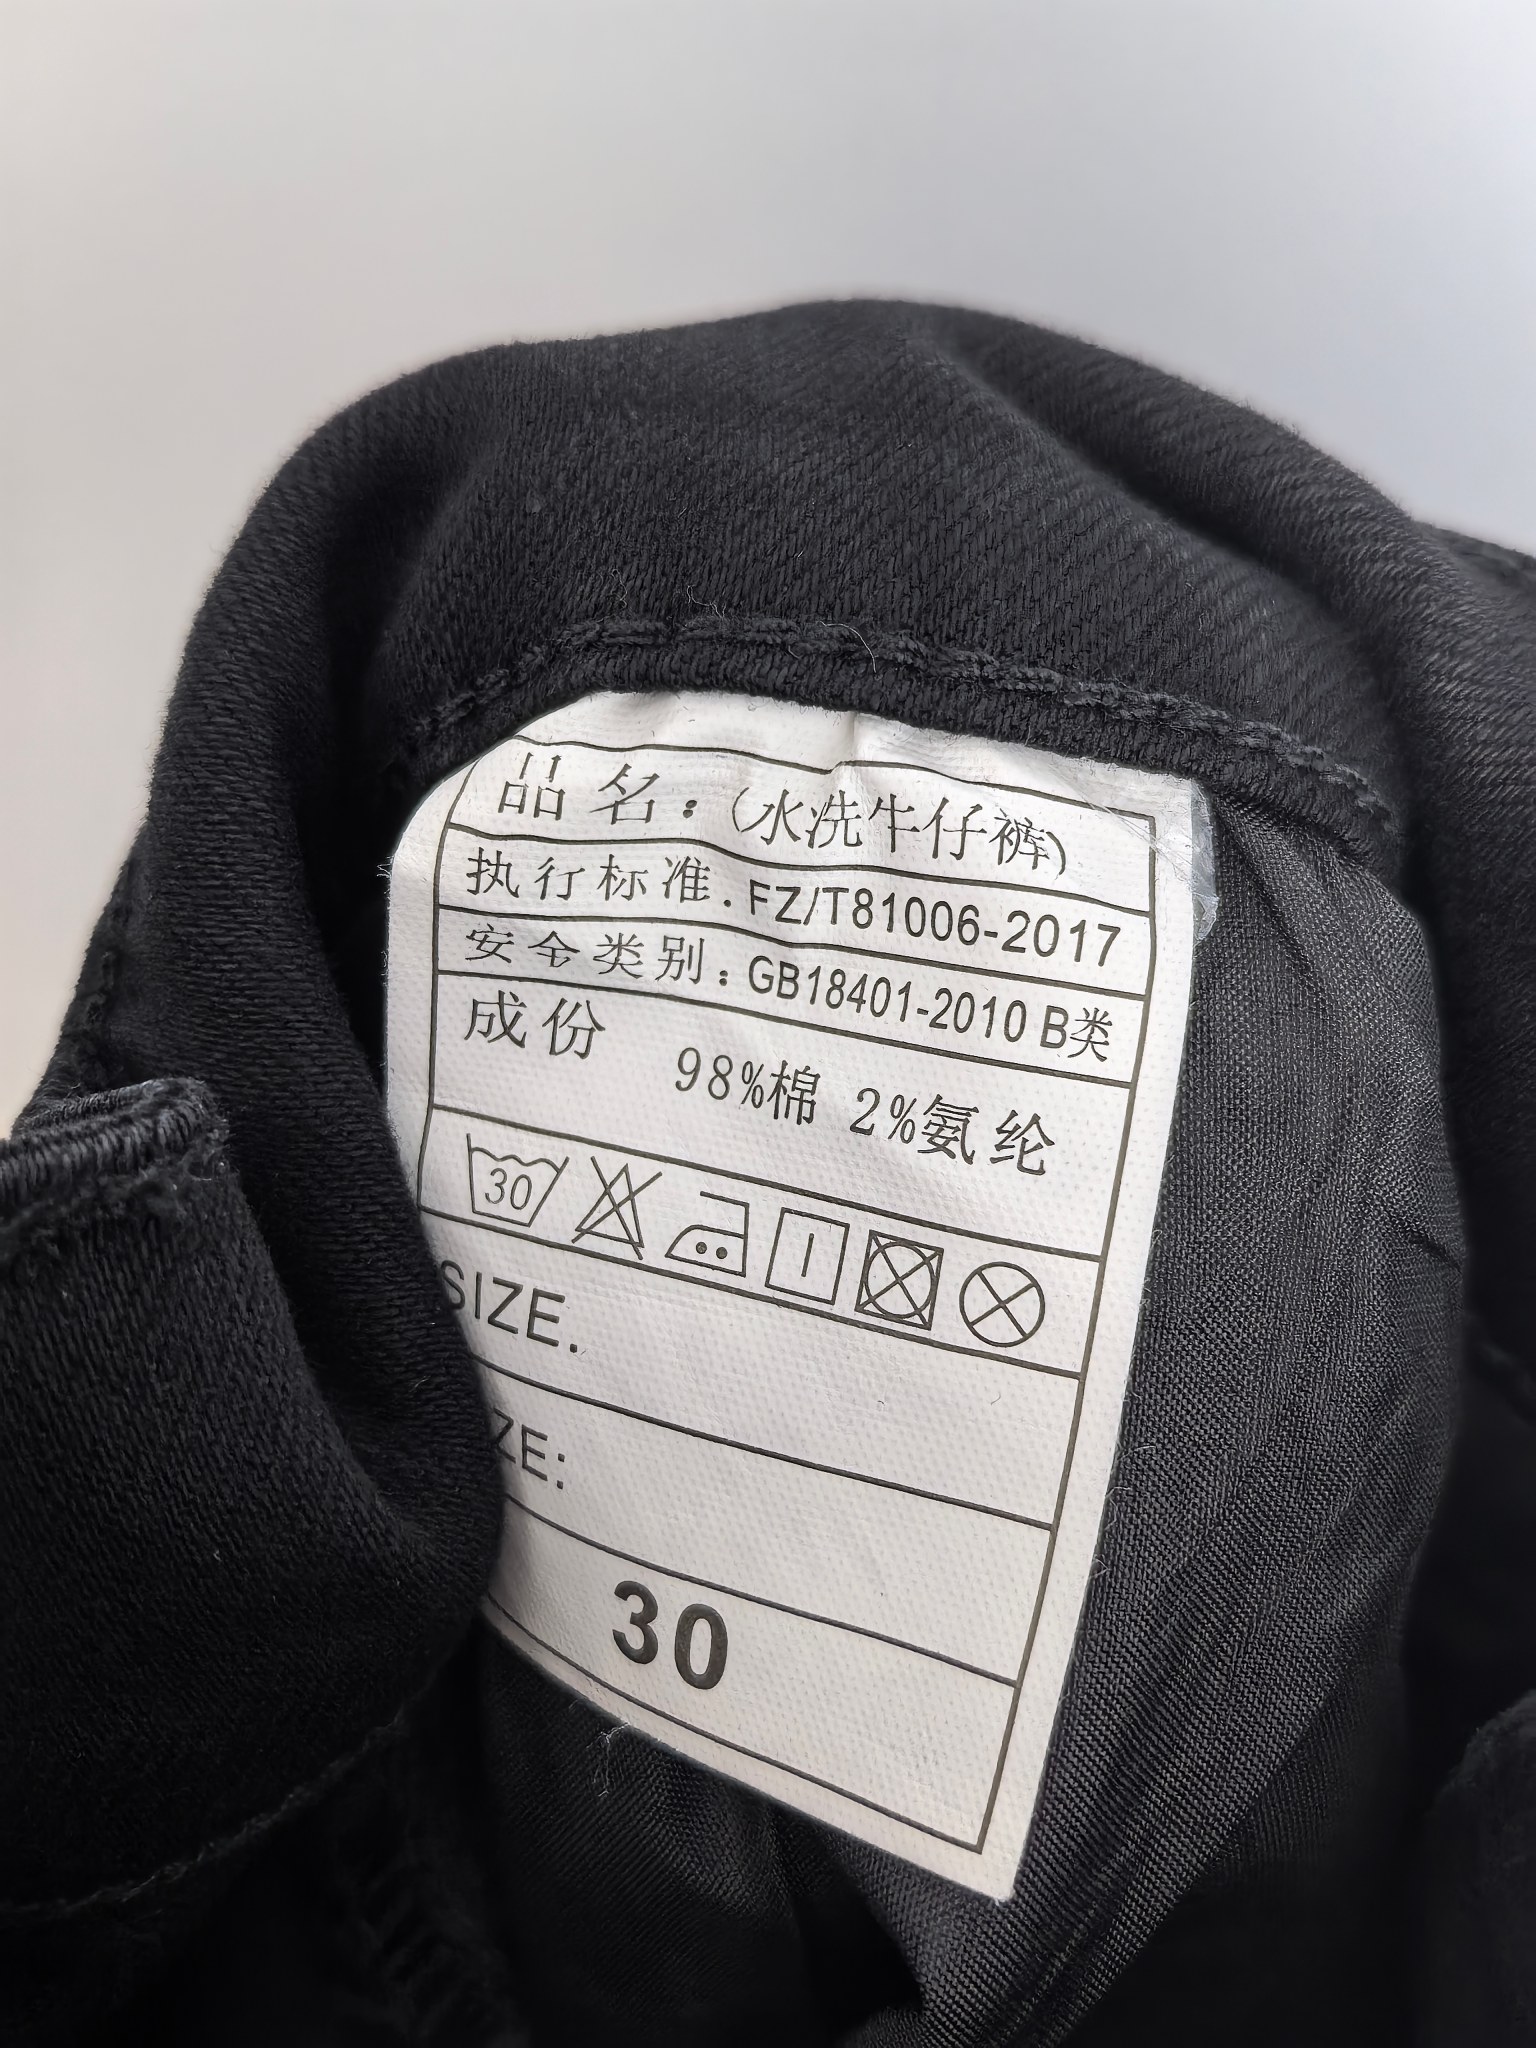 品名：(水洗牛仔裤)
执行标准. FZ/T81006-2017
安全类别：GB18401-2010 B类
成份
98%棉 2%氨纶
30
SIZE.
ZE:
30